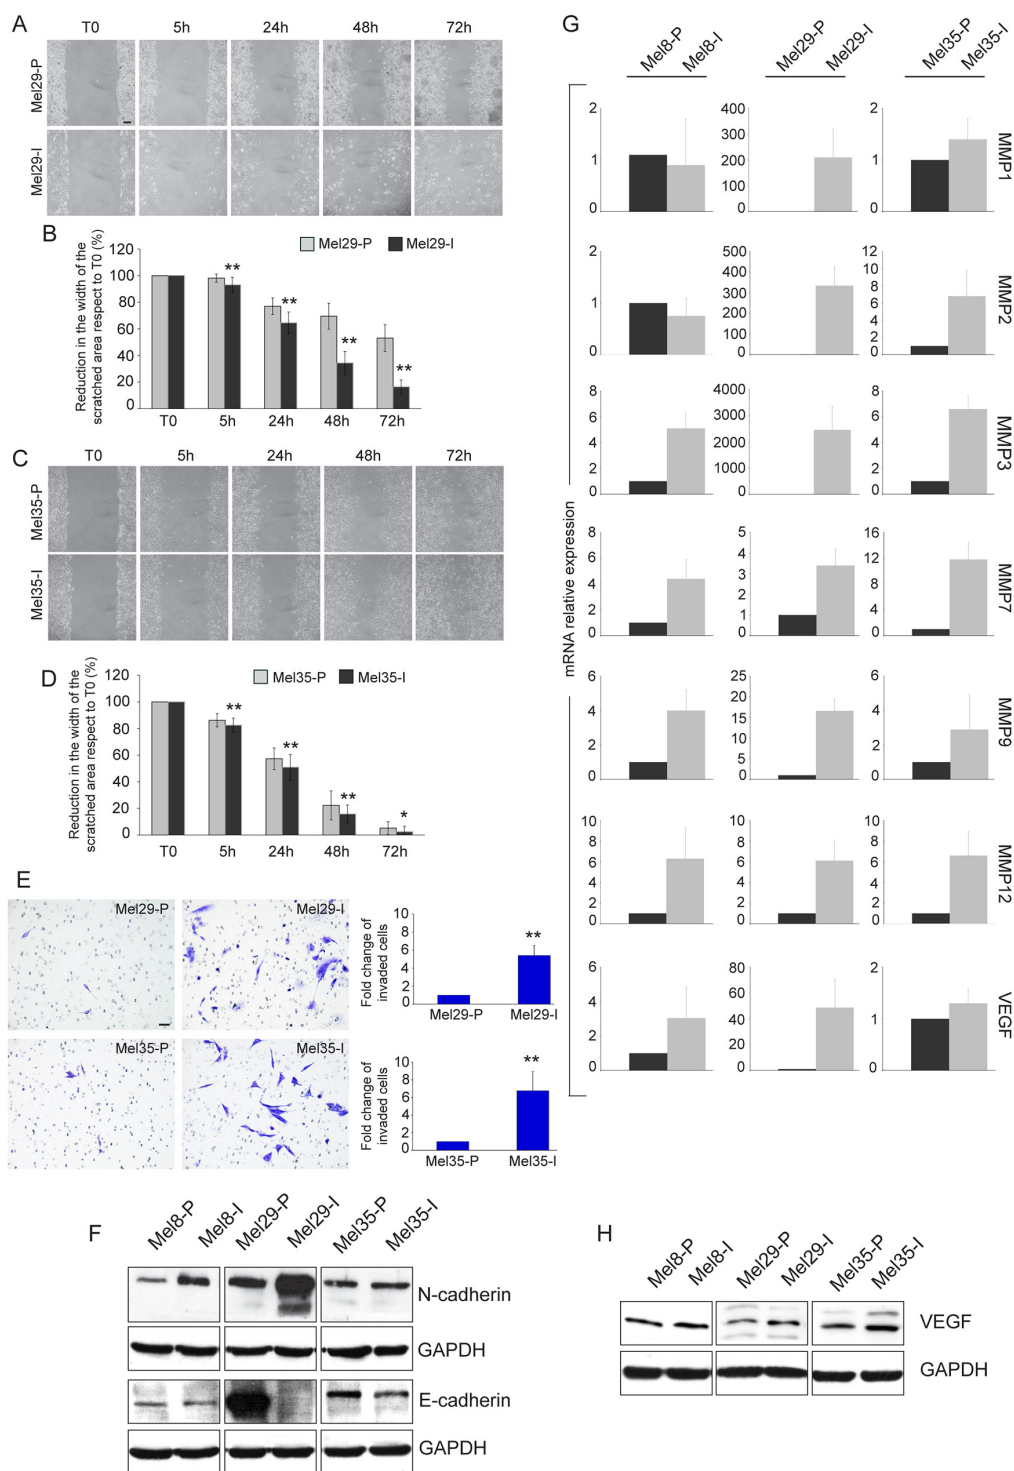 A
T0 5h 24h 48h 72h
Mel29-P
Mel29-I
B
Mel29-P Mel29-I
Reduction in the width of the
scratched area respect to T0 (%)
120
100
80
60
40
20
0
** ** ** **
T0 5h 24h 48h 72h
C
T0 5h 24h 48h 72h
Mel35-P
Mel35-I
D
Mel35-P Mel35-I
Reduction in the width of the
scratched area respect to T0 (%)
120
100
80
60
40
20
0
** ** ** *
T0 5h 24h 48h 72h
E
Mel29-P Mel29-I
Fold change of
invaded cells
10
8
6
4
2
0
**
Mel29-P Mel29-I
Mel35-P Mel35-I
Fold change of
invaded cells
10
8
6
4
2
0
**
Mel35-P Mel35-I
F
Mel8-P Mel8-I Mel29-P Mel29-I Mel35-P Mel35-I
N-cadherin
GAPDH
E-cadherin
GAPDH
G
Mel8-P Mel8-I Mel29-P Mel29-I Mel35-P Mel35-I
mRNA relative expression
2 1 0
400 300 200 100 0
2 1 0
MMP1
2 1 0
500 400 300 200 100 0
12 10 8 6 4 2 0
MMP2
8 6 4 2 0
4000 3000 2000 1000 0
8 6 4 2 0
MMP3
8 6 4 2 0
5 4 3 2 1 0
16 12 8 4 0
MMP7
6 4 2 0
25 20 15 10 5 0
6 4 2 0
MMP9
10 8 6 4 2 0
10 8 6 4 2 0
10 8 6 4 2 0
MMP12
6 4 2 0
80 60 40 20 0
2 1 0
VEGF
H
Mel8-P Mel8-I Mel29-P Mel29-I Mel35-P Mel35-I
VEGF
GAPDH